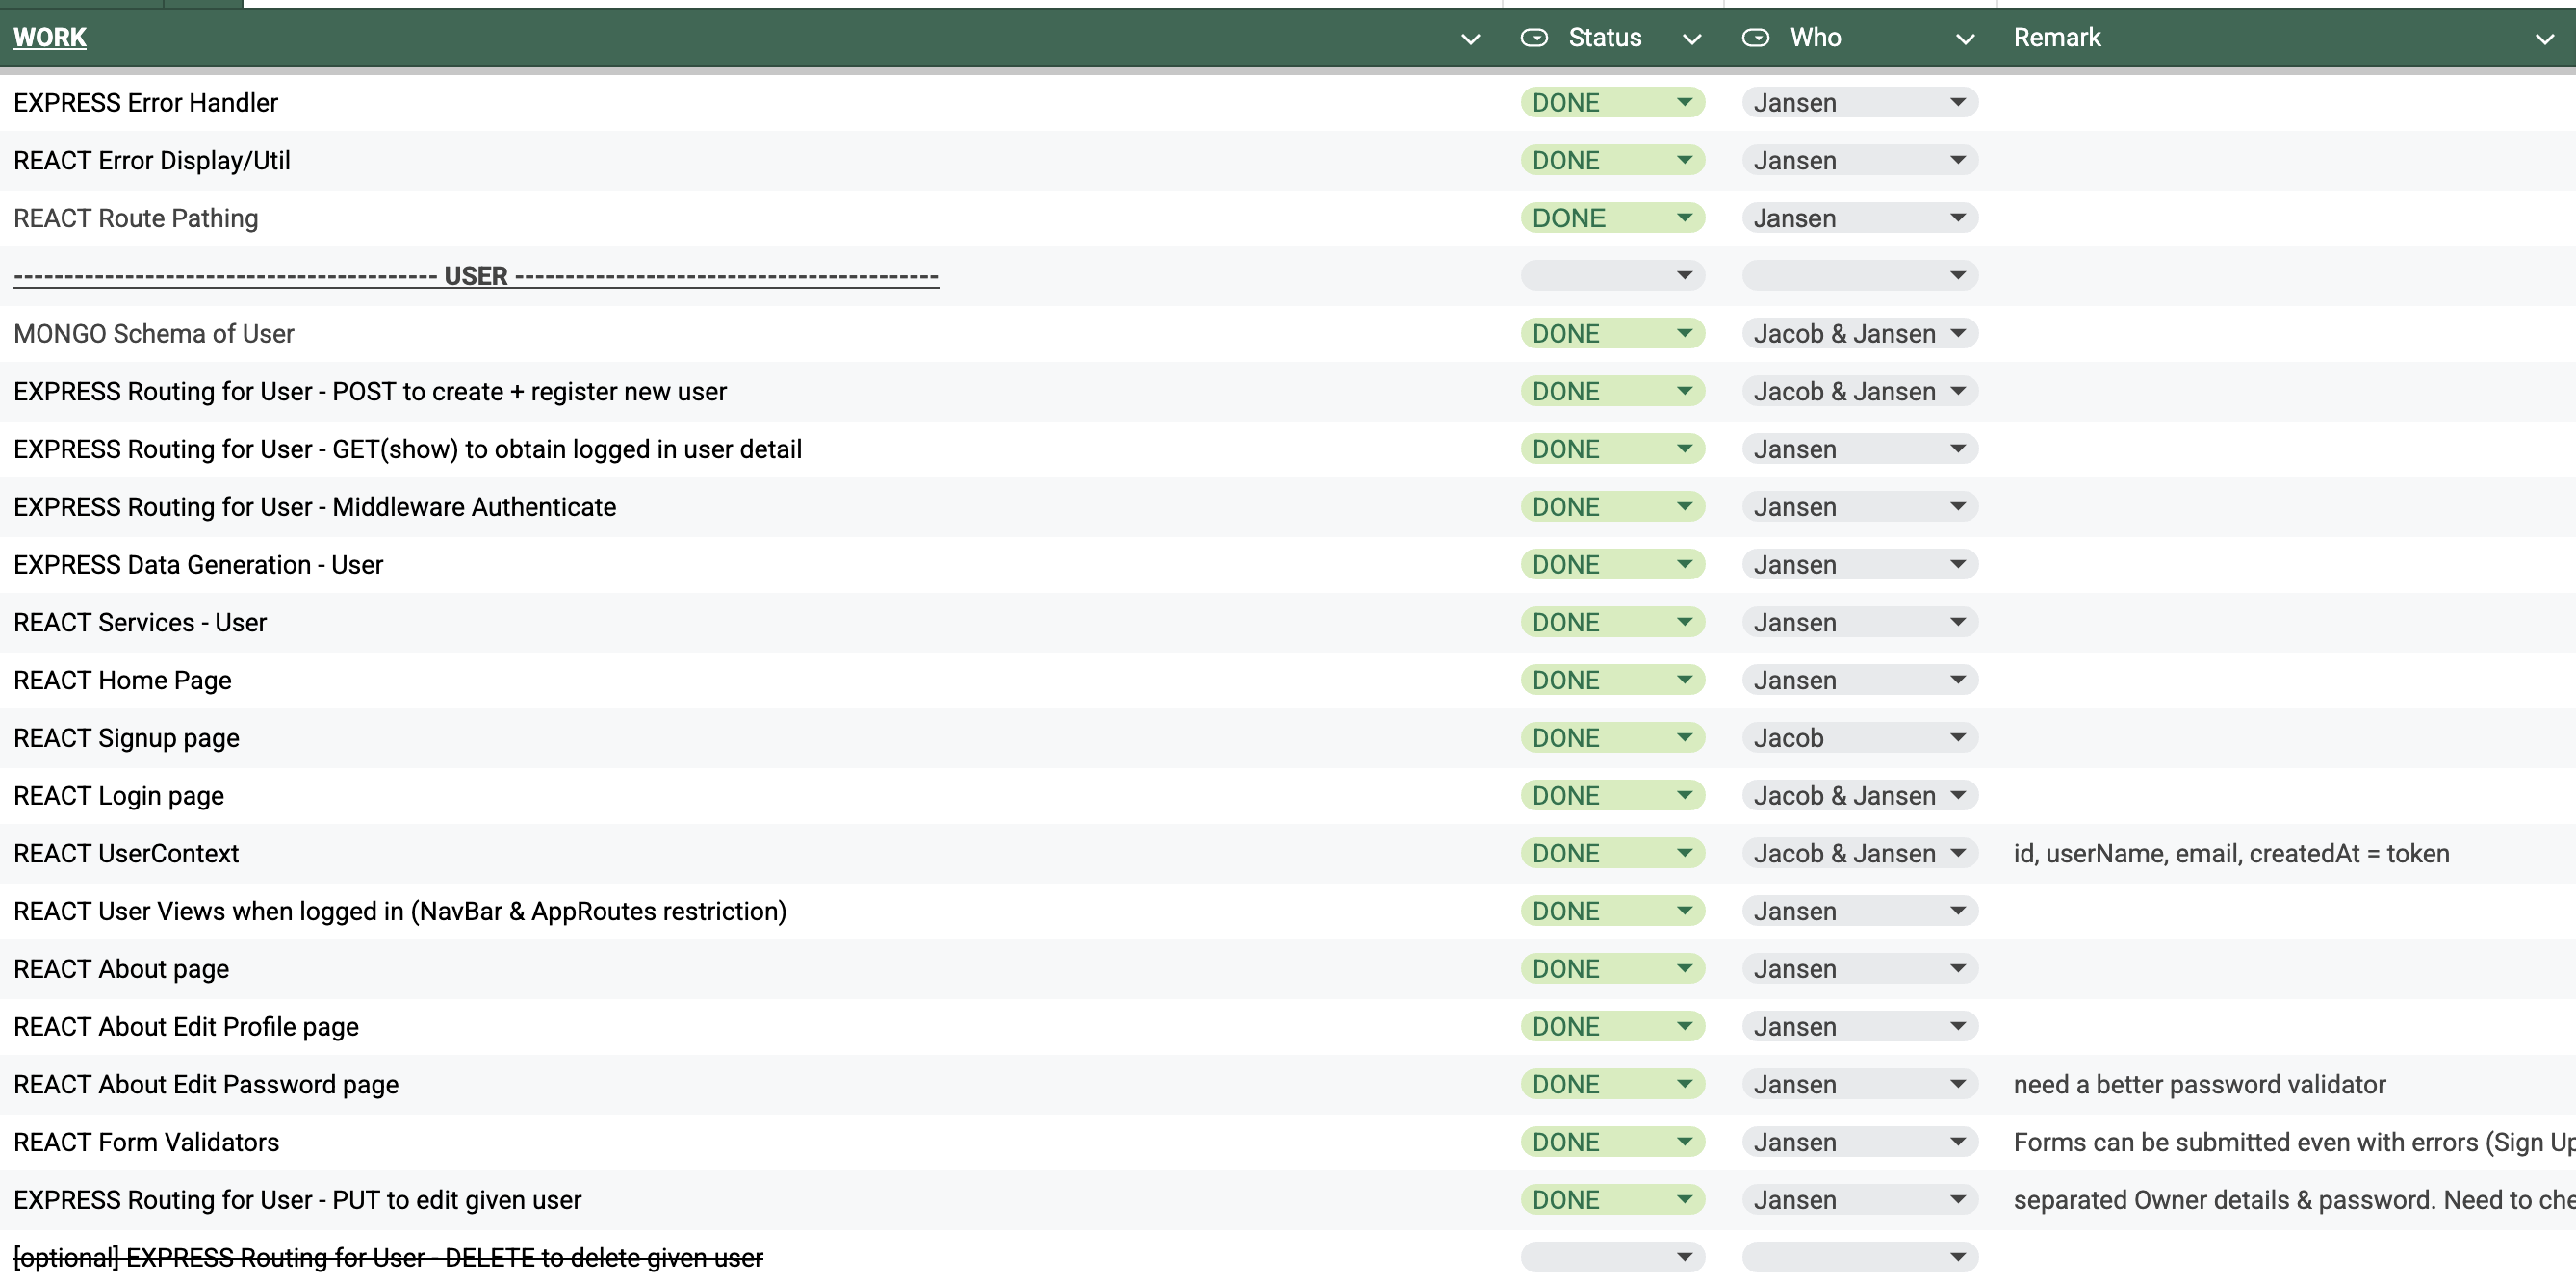 WORK Status Who Remark
EXPRESS Error Handler DONE Jansen
REACT Error Display/Util DONE Jansen
REACT Route Pathing DONE Jansen
------------------------------------------ USER ------------------------------------------
MONGO Schema of User DONE Jacob & Jansen
EXPRESS Routing for User - POST to create + register new user DONE Jacob & Jansen
EXPRESS Routing for User - GET(show) to obtain logged in user detail DONE Jansen
EXPRESS Routing for User - Middleware Authenticate DONE Jansen
EXPRESS Data Generation - User DONE Jansen
REACT Services - User DONE Jansen
REACT Home Page DONE Jansen
REACT Signup page DONE Jacob
REACT Login page DONE Jacob & Jansen
REACT UserContext DONE Jacob & Jansen id, userName, email, createdAt = token
REACT User Views when logged in (NavBar & AppRoutes restriction) DONE Jansen
REACT About page DONE Jansen
REACT About Edit Profile page DONE Jansen
REACT About Edit Password page DONE Jansen need a better password validator
REACT Form Validators DONE Jansen Forms can be submitted even with errors (Sign
EXPRESS Routing for User - PUT to edit given user DONE Jansen separated Owner details & password. Need to
[optional] EXPRESS Routing for User - DELETE to delete given user